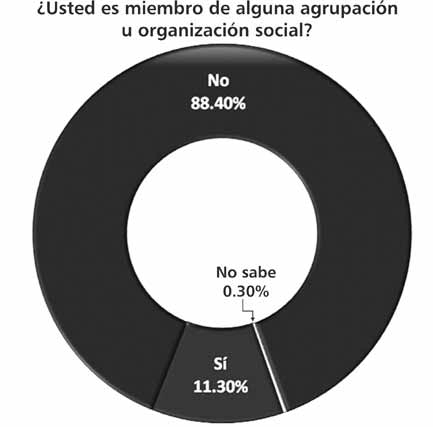 ¿Usted es miembro de alguna agrupación
u organización social?
No
88.40%
No sabe
0.30%
Sí
11.30%